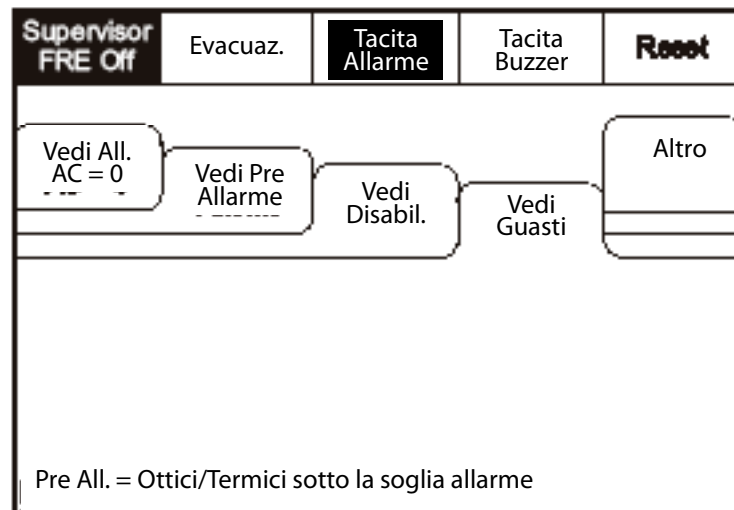 Supervisor
FRE Off
Evacuaz.
Tacita
Allarme
Tacita
Buzzer
Reset
Vedi All.
AC = 0
Vedi Pre
Allarme
Vedi
Disabil.
Vedi
Guasti
Altro
Pre All. = Ottici/Termici sotto la soglia allarme